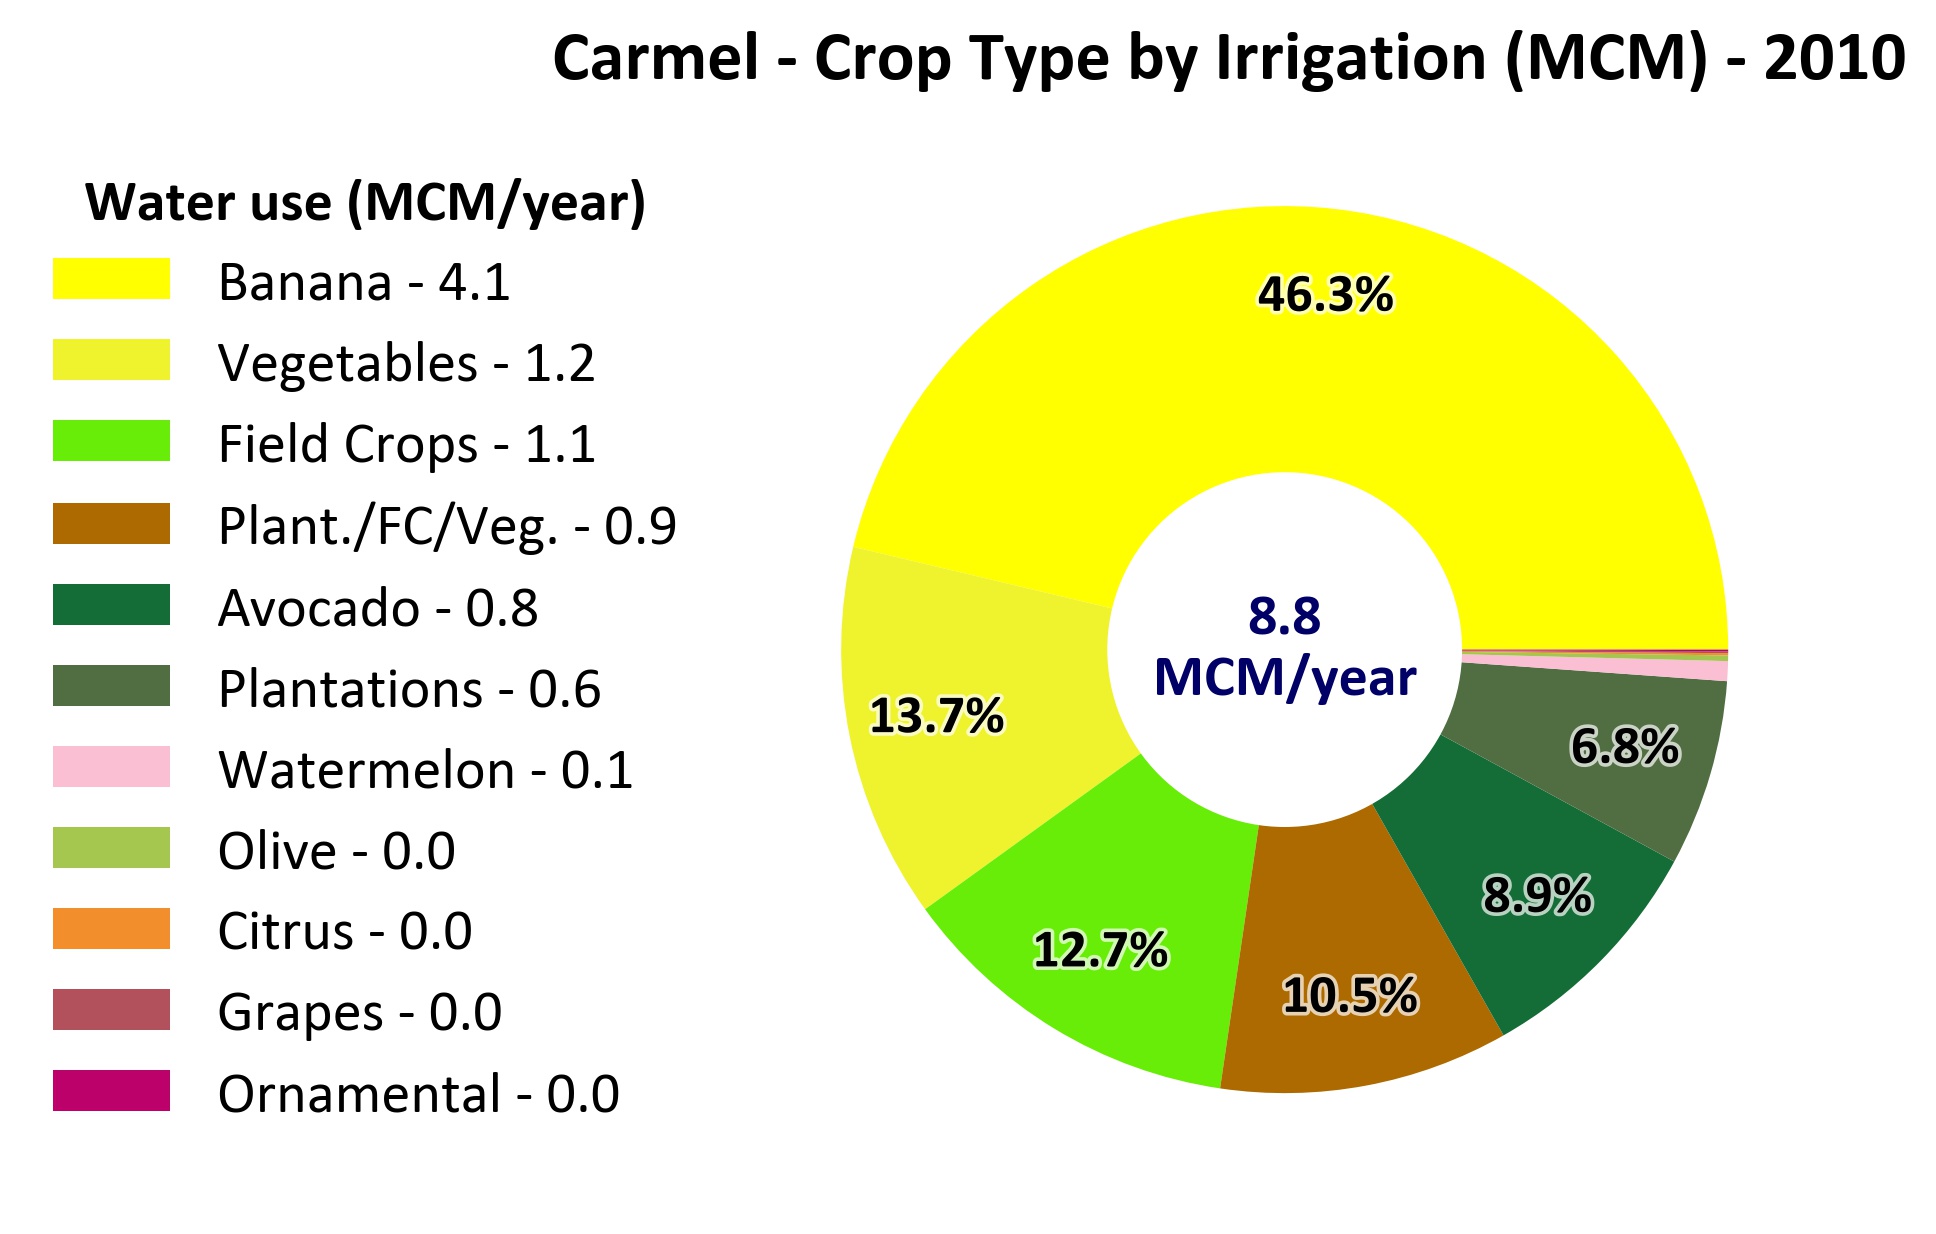 Carmel - Crop Type by Irrigation (MCM) - 2010
Water use (MCM/year)
Banana - 4.1
Vegetables - 1.2
Field Crops - 1.1
Plant./FC/Veg. - 0.9
Avocado - 0.8
Plantations - 0.6
Watermelon - 0.1
Olive - 0.0
Citrus - 0.0
Grapes - 0.0
Ornamental - 0.0
46.3%
13.7%
12.7%
10.5%
8.9%
6.8%
8.8
MCM/year